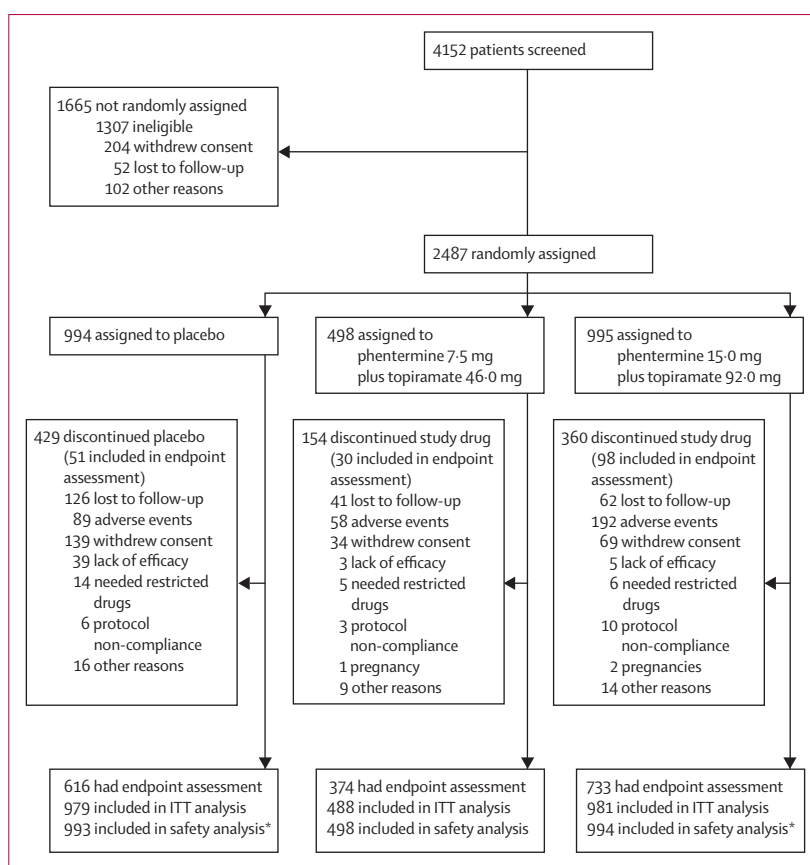 4152 patients screened
1665 not randomly assigned
1307 ineligible
204 withdrew consent
52 lost to follow-up
102 other reasons
2487 randomly assigned
994 assigned to placebo
498 assigned to
phentermine 7·5 mg
plus topiramate 46·0 mg
995 assigned to
phentermine 15·0 mg
plus topiramate 92·0 mg
429 discontinued placebo
(51 included in endpoint
assessment)
126 lost to follow-up
89 adverse events
139 withdrew consent
39 lack of efficacy
14 needed restricted
drugs
6 protocol
non-compliance
16 other reasons
154 discontinued study drug
(30 included in endpoint
assessment)
41 lost to follow-up
58 adverse events
34 withdrew consent
3 lack of efficacy
5 needed restricted
drugs
3 protocol
non-compliance
1 pregnancy
9 other reasons
360 discontinued study drug
(98 included in endpoint
assessment)
62 lost to follow-up
192 adverse events
69 withdrew consent
5 lack of efficacy
6 needed restricted
drugs
10 protocol
non-compliance
2 pregnancies
14 other reasons
616 had endpoint assessment
979 included in ITT analysis
993 included in safety analysis*
374 had endpoint assessment
488 included in ITT analysis
498 included in safety analysis
733 had endpoint assessment
981 included in ITT analysis
994 included in safety analysis*